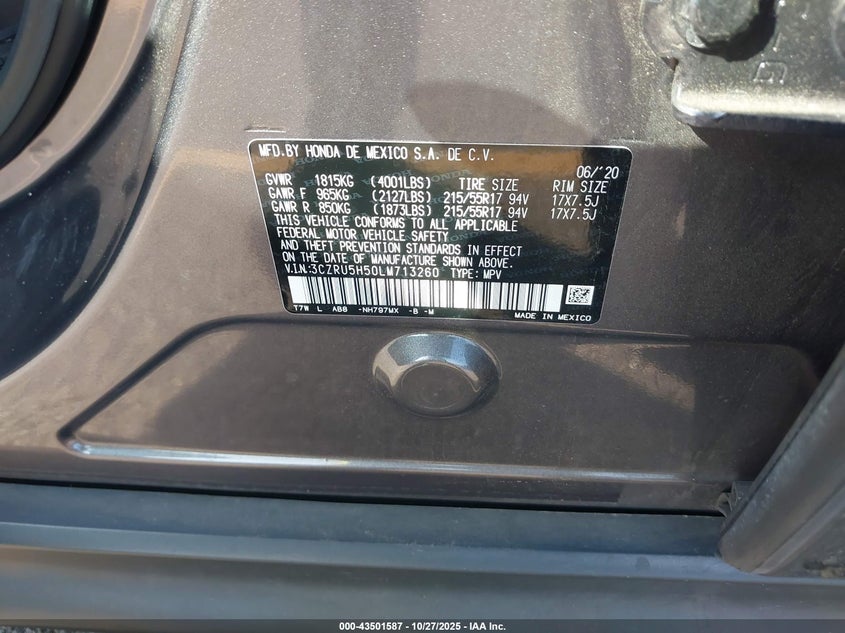 MFD.BY HONDA DE MEXICO S.A. DE C.V.
06/'20
GVWR 1815KG (4001LBS) TIRE SIZE RIM SIZE
GAWR F 965KG (2127LBS) 215/55R17 94V 17X7.5J
GAWR R 850KG (1873LBS) 215/55R17 94V 17X7.5J
THIS VEHICLE CONFORMS TO ALL APPLICABLE
FEDERAL MOTOR VEHICLE SAFETY
AND THEFT PREVENTION STANDARDS IN EFFECT
ON THE DATE OF MANUFACTURE SHOWN ABOVE.
V.I.N:3CZRU5H50LM713260 TYPE: MPV
T7W L AB8 -NH797MX -B -M MADE IN MEXICO
000-43501587 - 10/27/2025 - IAA Inc.